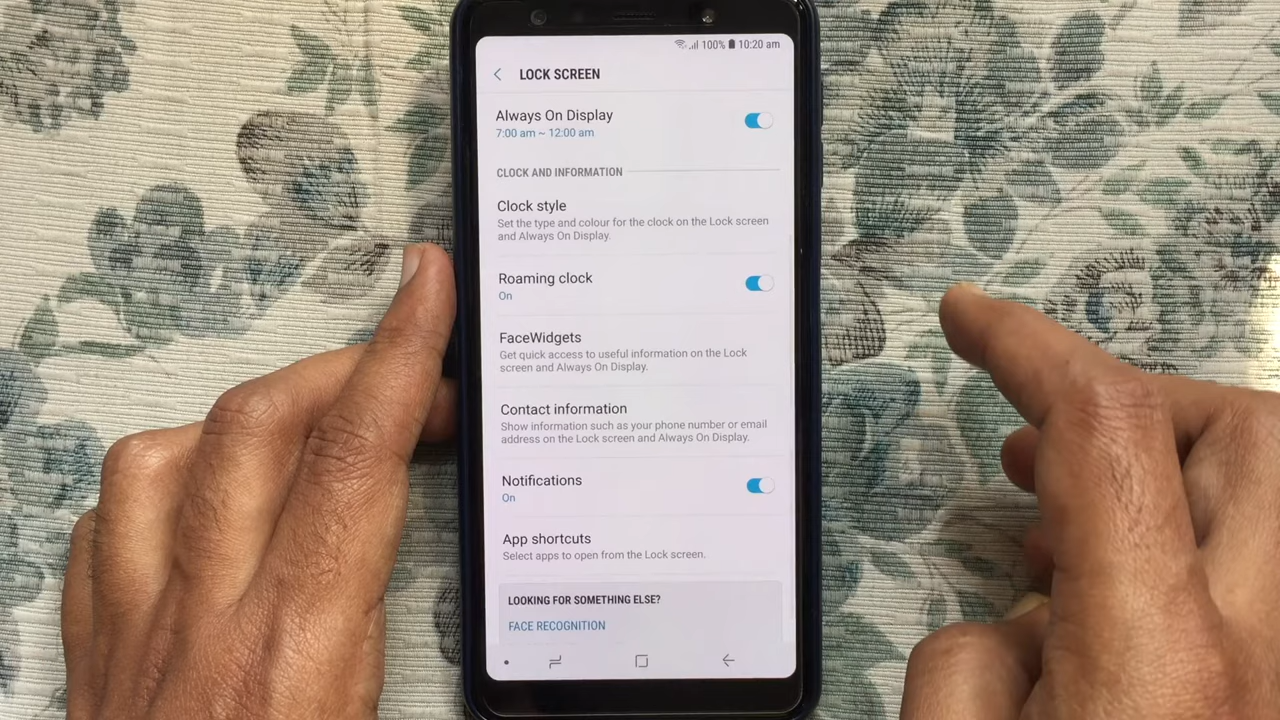 100% 10:20 am
LOCK SCREEN
Always On Display
7:00 am ~ 12:00 am
CLOCK AND INFORMATION
Clock style
Set the type and colour for the clock on the Lock screen
and Always On Display.
Roaming clock
On
FaceWidgets
Get quick access to useful information on the Lock
screen and Always On Display.
Contact information
Show information such as your phone number or email
address on the Lock screen and Always On Display.
Notifications
On
App shortcuts
Select apps to open from the Lock screen.
LOOKING FOR SOMETHING ELSE?
FACE RECOGNITION